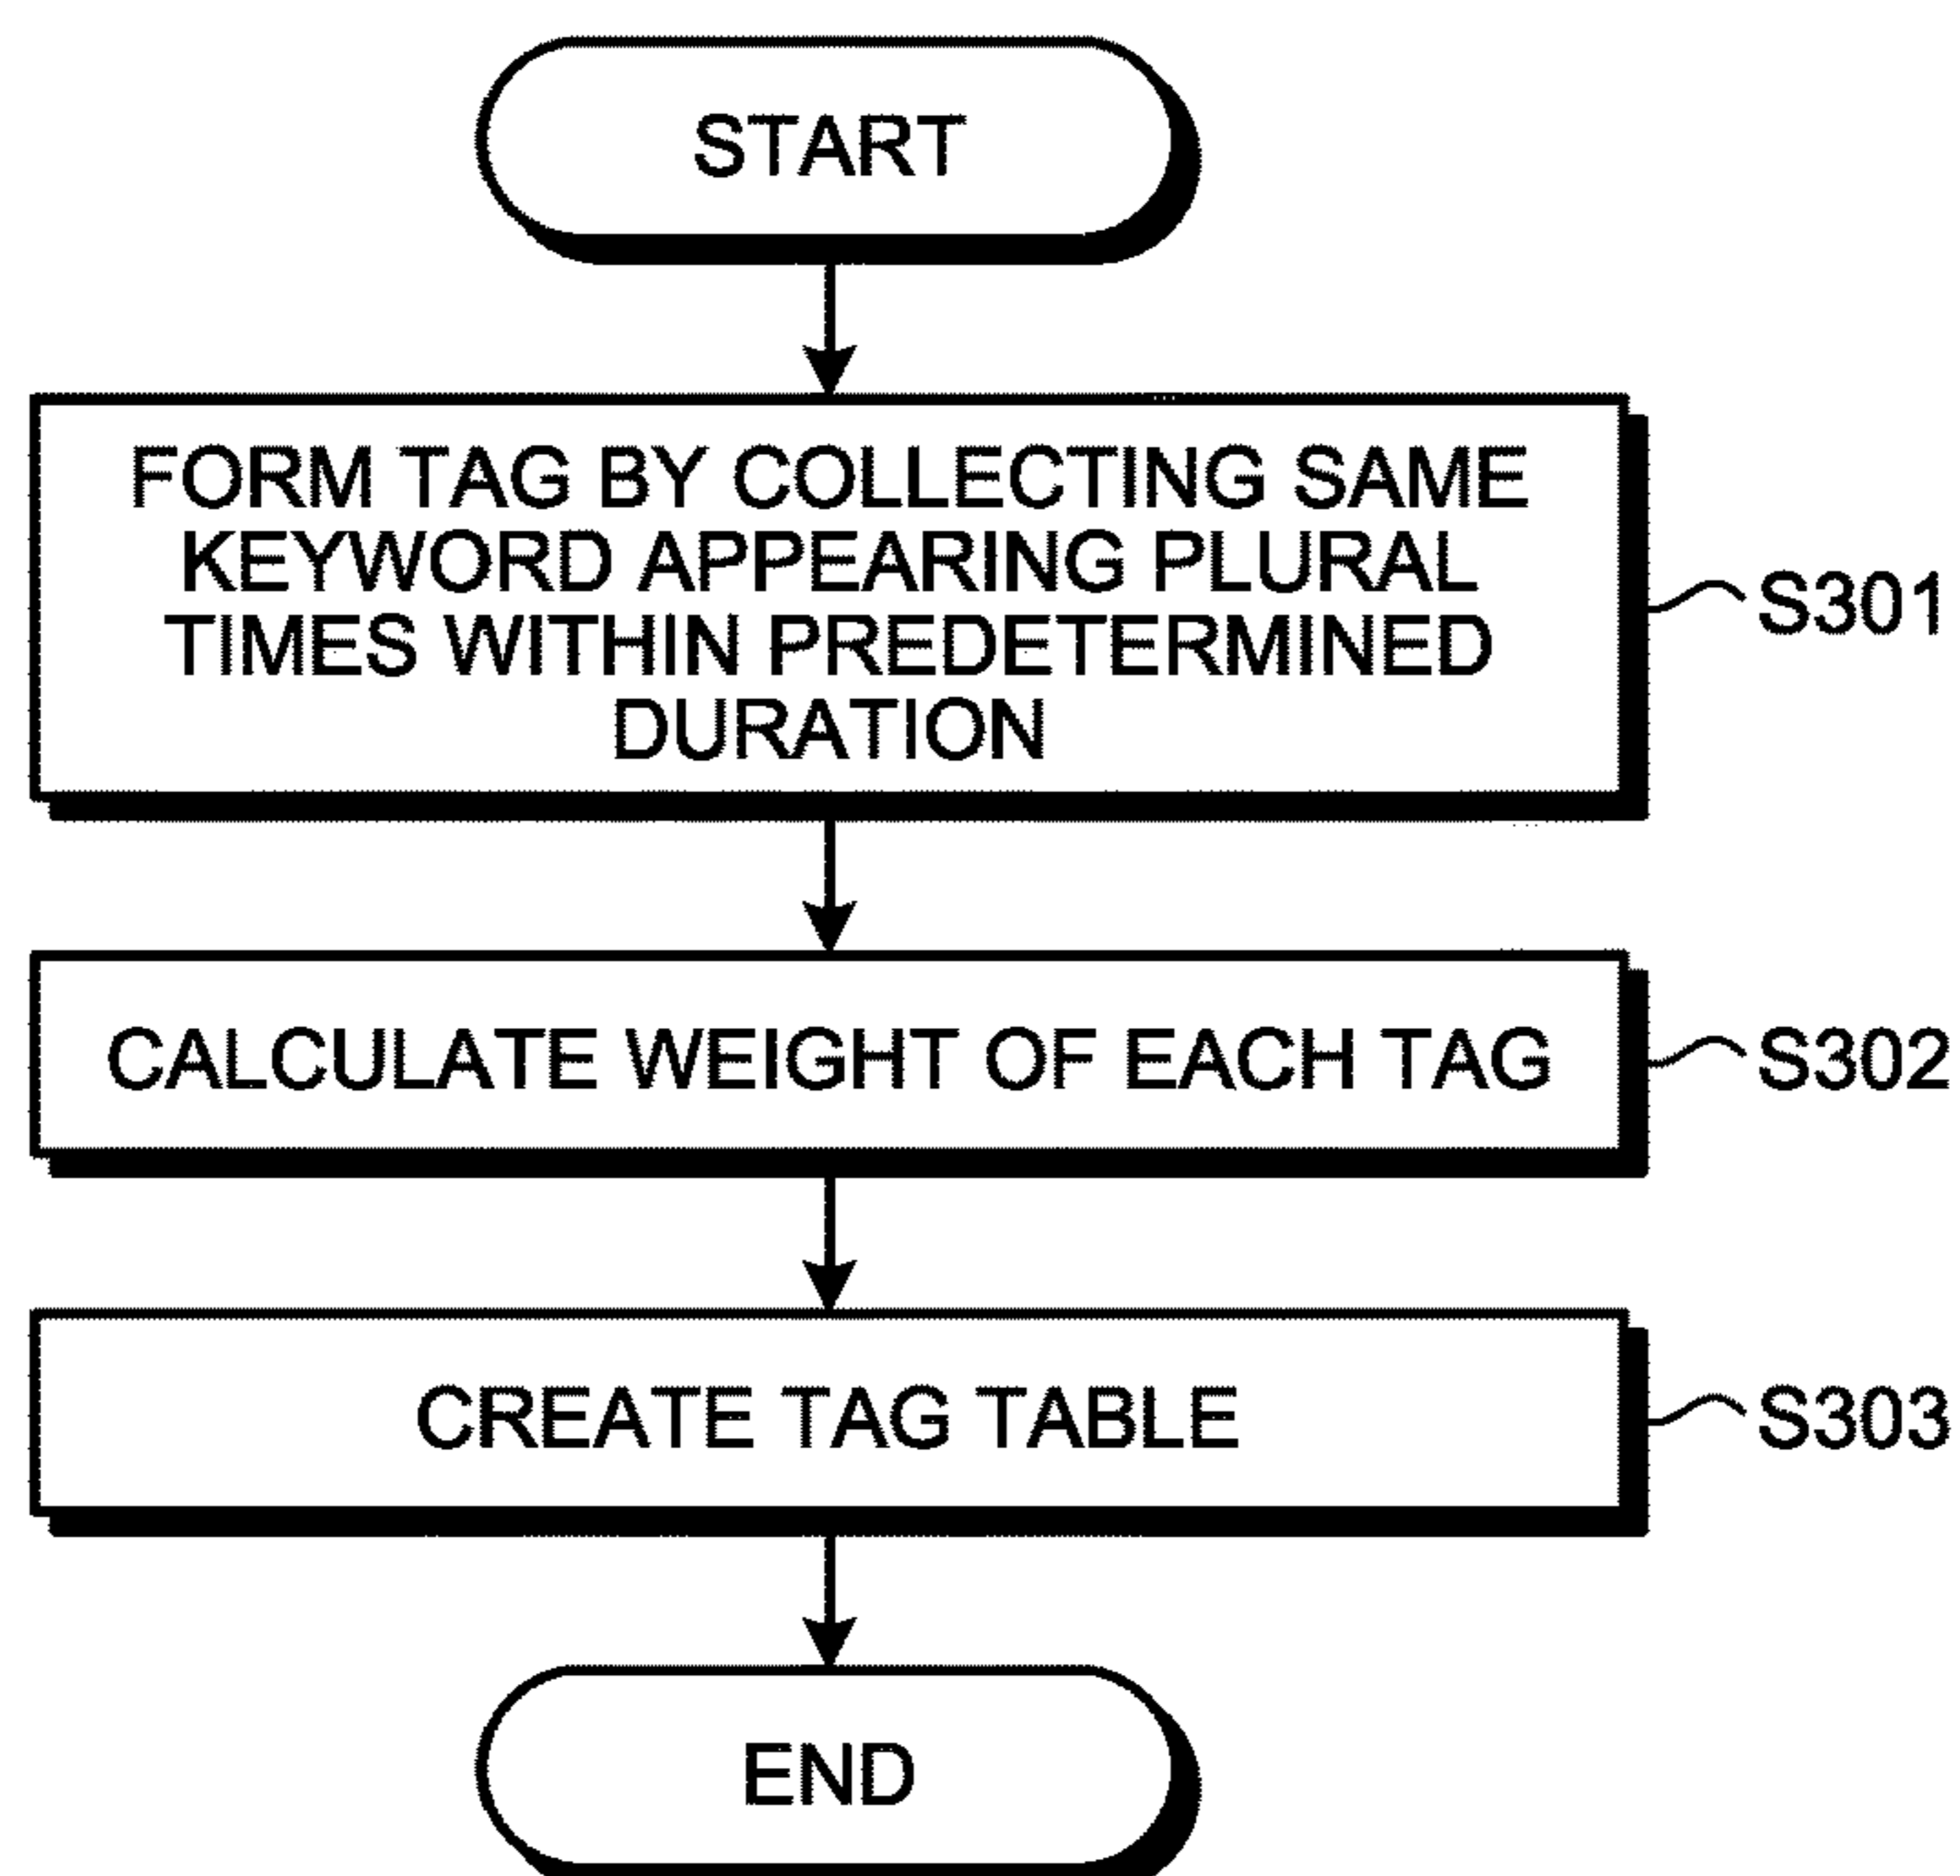 START
FORM TAG BY COLLECTING SAME
KEYWORD APPEARING PLURAL
TIMES WITHIN PREDETERMINED
DURATION
S301
CALCULATE WEIGHT OF EACH TAG
S302
CREATE TAG TABLE
S303
END